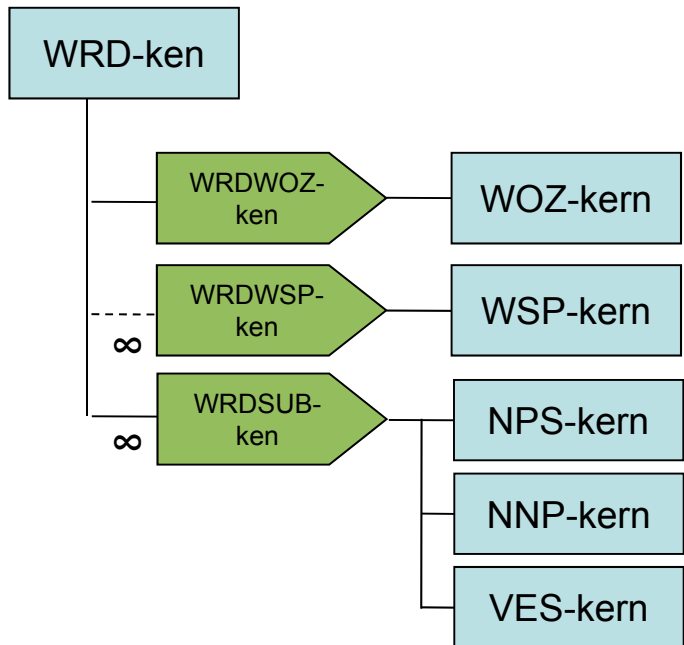 WRD-ken
WRDWOZ-
ken
WOZ-kern
WRDWSP-
ken
WSP-kern
∞
WRDSUB-
ken
NPS-kern
∞
NNP-kern
VES-kern